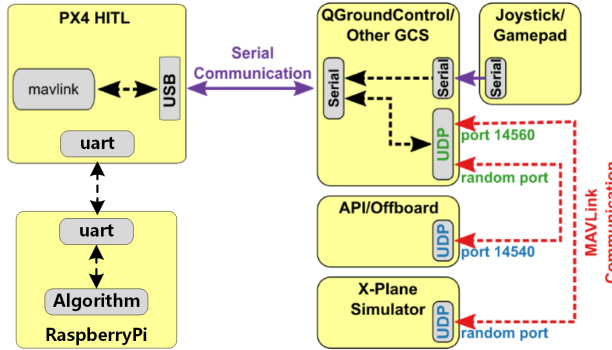 PX4 HITL
mavlink
USB
uart
uart
Algorithm
RaspberryPi
Serial
Communication
QGroundControl/
Other GCS
Serial
Serial
UDP
port 14560
random port
Joystick/
Gamepad
Serial
API/Offboard
UDP
port 14540
X-Plane
Simulator
UDP
random port
MAVLink
Communication